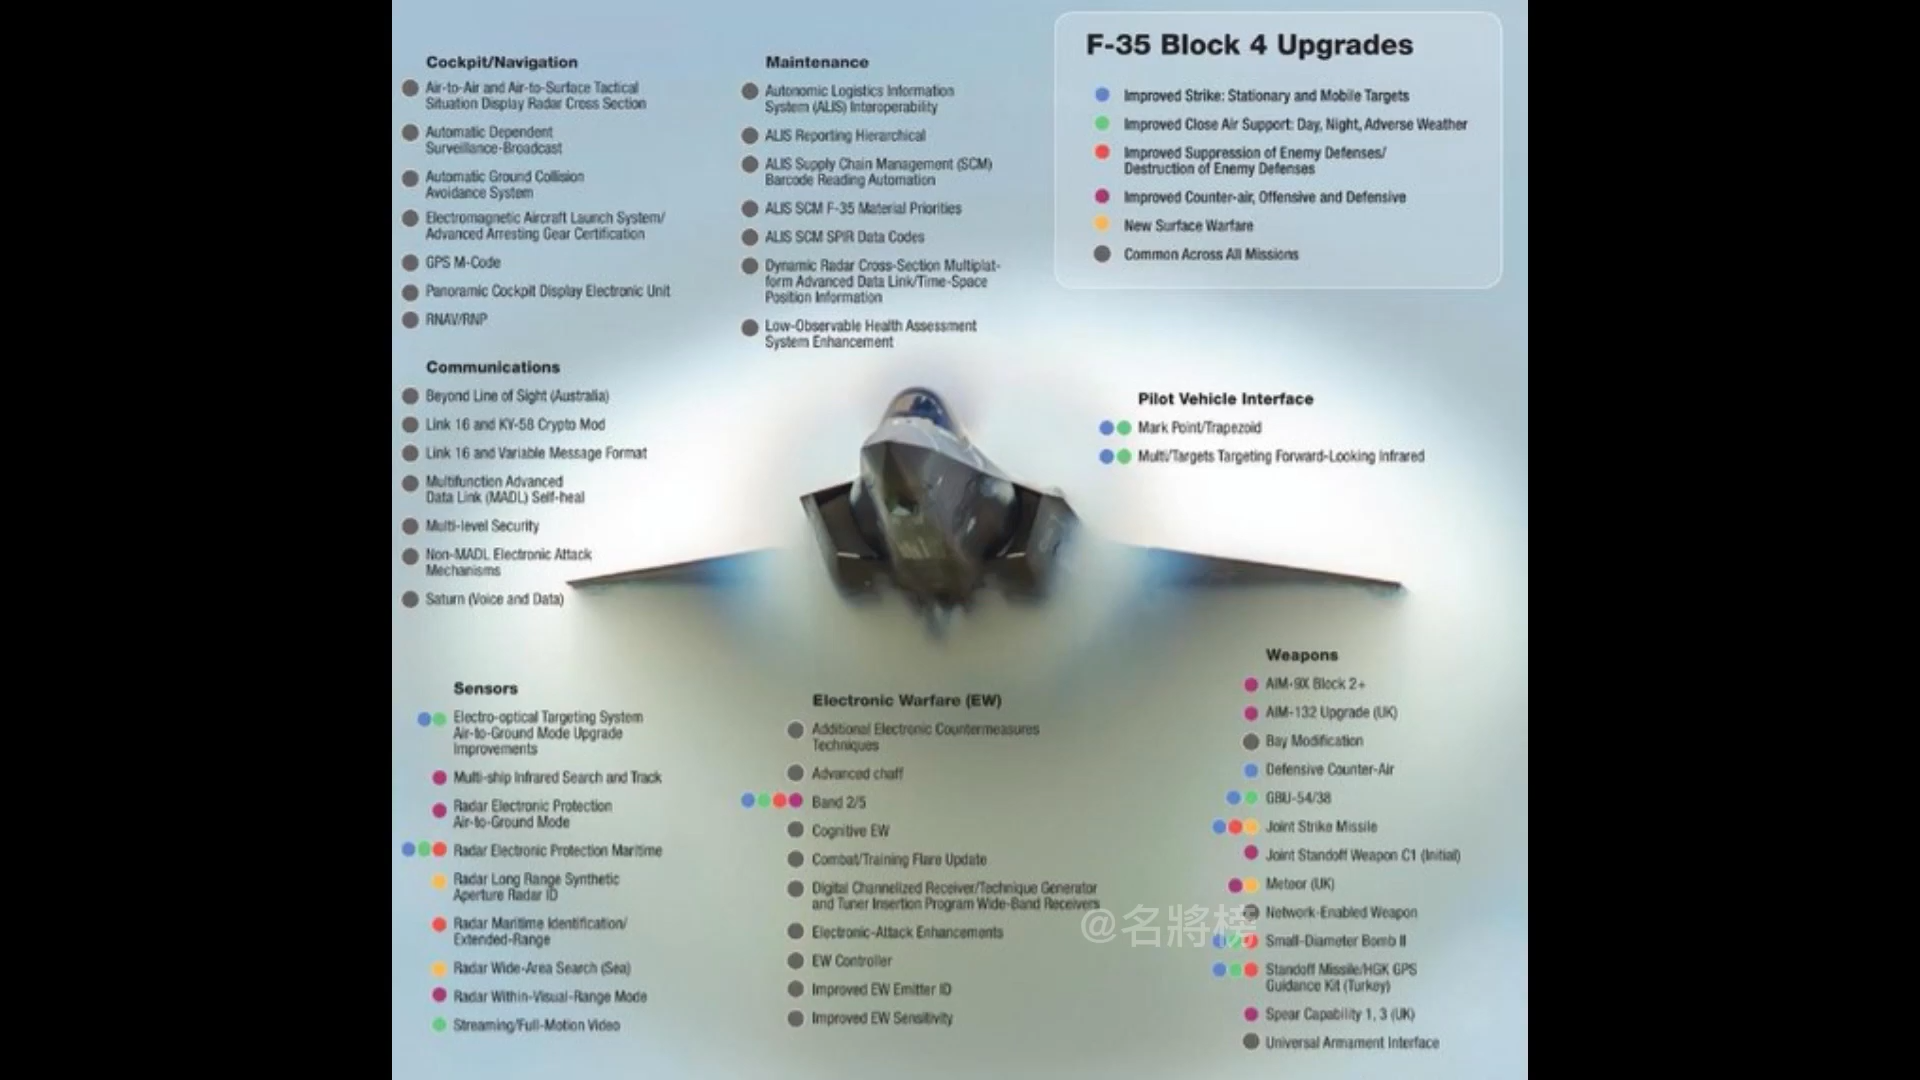 F-35 Block 4 Upgrades
Improved Strike: Stationary and Mobile Targets
Improved Close Air Support: Day, Night, Adverse Weather
Improved Suppression of Enemy Defenses/
Destruction of Enemy Defenses
Improved Counter-air, Offensive and Defensive
New Surface Warfare
Common Across All Missions
Cockpit/Navigation
Air-to-Air and Air-to-Surface Tactical
Situation Display Radar Cross Section
Automatic Dependent
Surveillance-Broadcast
Automatic Ground Collision
Avoidance System
Electromagnetic Aircraft Launch System/
Advanced Arresting Gear Certification
GPS M-Code
Panoramic Cockpit Display Electronic Unit
RNAV/RNP
Maintenance
Autonomic Logistics Information
System (ALIS) Interoperability
ALIS Reporting Hierarchical
ALIS Supply Chain Management (SCM)
Barcode Reading Automation
ALIS SCM F-35 Material Priorities
ALIS SCM SPIR Data Codes
Dynamic Radar Cross-Section Multiplat-
form Advanced Data Link/Time-Space
Position Information
Low-Observable Health Assessment
System Enhancement
Communications
Beyond Line of Sight (Australia)
Link 16 and KY-58 Crypto Mod
Link 16 and Variable Message Format
Multifunction Advanced
Data Link (MADL) Self-heal
Multi-level Security
Non-MADL Electronic Attack
Mechanisms
Saturn (Voice and Data)
Pilot Vehicle Interface
Mark Point/Trapezoid
Multi/Targets Targeting Forward-Looking Infrared
Sensors
Electro-optical Targeting System
Air-to-Ground Mode Upgrade
Improvements
Multi-ship Infrared Search and Track
Radar Electronic Protection
Air-to-Ground Mode
Radar Electronic Protection Maritime
Radar Long Range Synthetic
Aperture Radar ID
Radar Maritime Identification/
Extended-Range
Radar Wide-Area Search (Sea)
Radar Within-Visual-Range Mode
Streaming/Full-Motion Video
Electronic Warfare (EW)
Additional Electronic Countermeasures
Techniques
Advanced chaff
Band 2/5
Cognitive EW
Combat/Training Flare Update
Digital Channelized Receiver/Technique Generator
and Tuner Insertion Program Wide-Band Receivers
Electronic-Attack Enhancements
EW Controller
Improved EW Emitter ID
Improved EW Sensitivity
Weapons
AIM-9X Block 2+
AIM-132 Upgrade (UK)
Bay Modification
Defensive Counter-Air
GBU-54/38
Joint Strike Missile
Joint Standoff Weapon C1 (Initial)
Meteor (UK)
Network-Enabled Weapon
Small-Diameter Bomb II
Standoff Missile/HGK GPS
Guidance Kit (Turkey)
Spear Capability 1, 3 (UK)
Universal Armament Interface
@名將榜